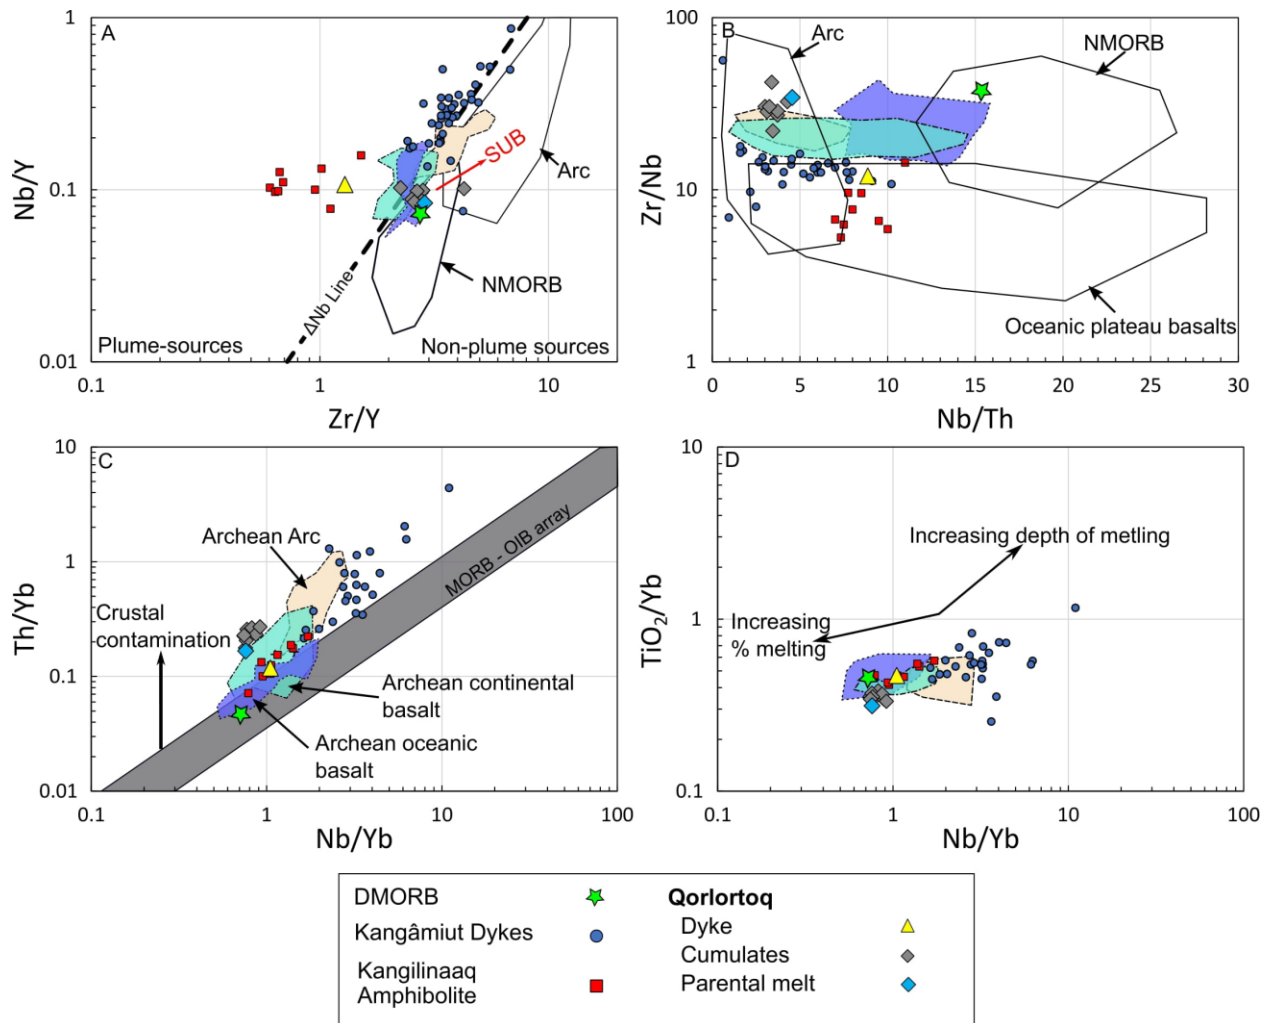 A
1
0.1
0.01
Nb/Y
0.1
1
10
Zr/Y
SUB
Arc
NMORB
ΔNb Line
Plume-sources
Non-plume sources
B
100
10
1
Zr/Nb
0
5
10
15
20
25
30
Nb/Th
Arc
NMORB
Oceanic plateau basalts
C
10
1
0.1
0.01
Th/Yb
0.1
1
10
100
Nb/Yb
Archean Arc
MORB - OIB array
Crustal
contamination
Archean continental
basalt
Archean oceanic
basalt
D
10
1
0.1
TiO2/Yb
0.1
1
10
100
Nb/Yb
Increasing depth of metling
Increasing
% melting
DMORB
Kangâmiut Dykes
Kangilinaaq
Amphibolite
Qorlortoq
Dyke
Cumulates
Parental melt